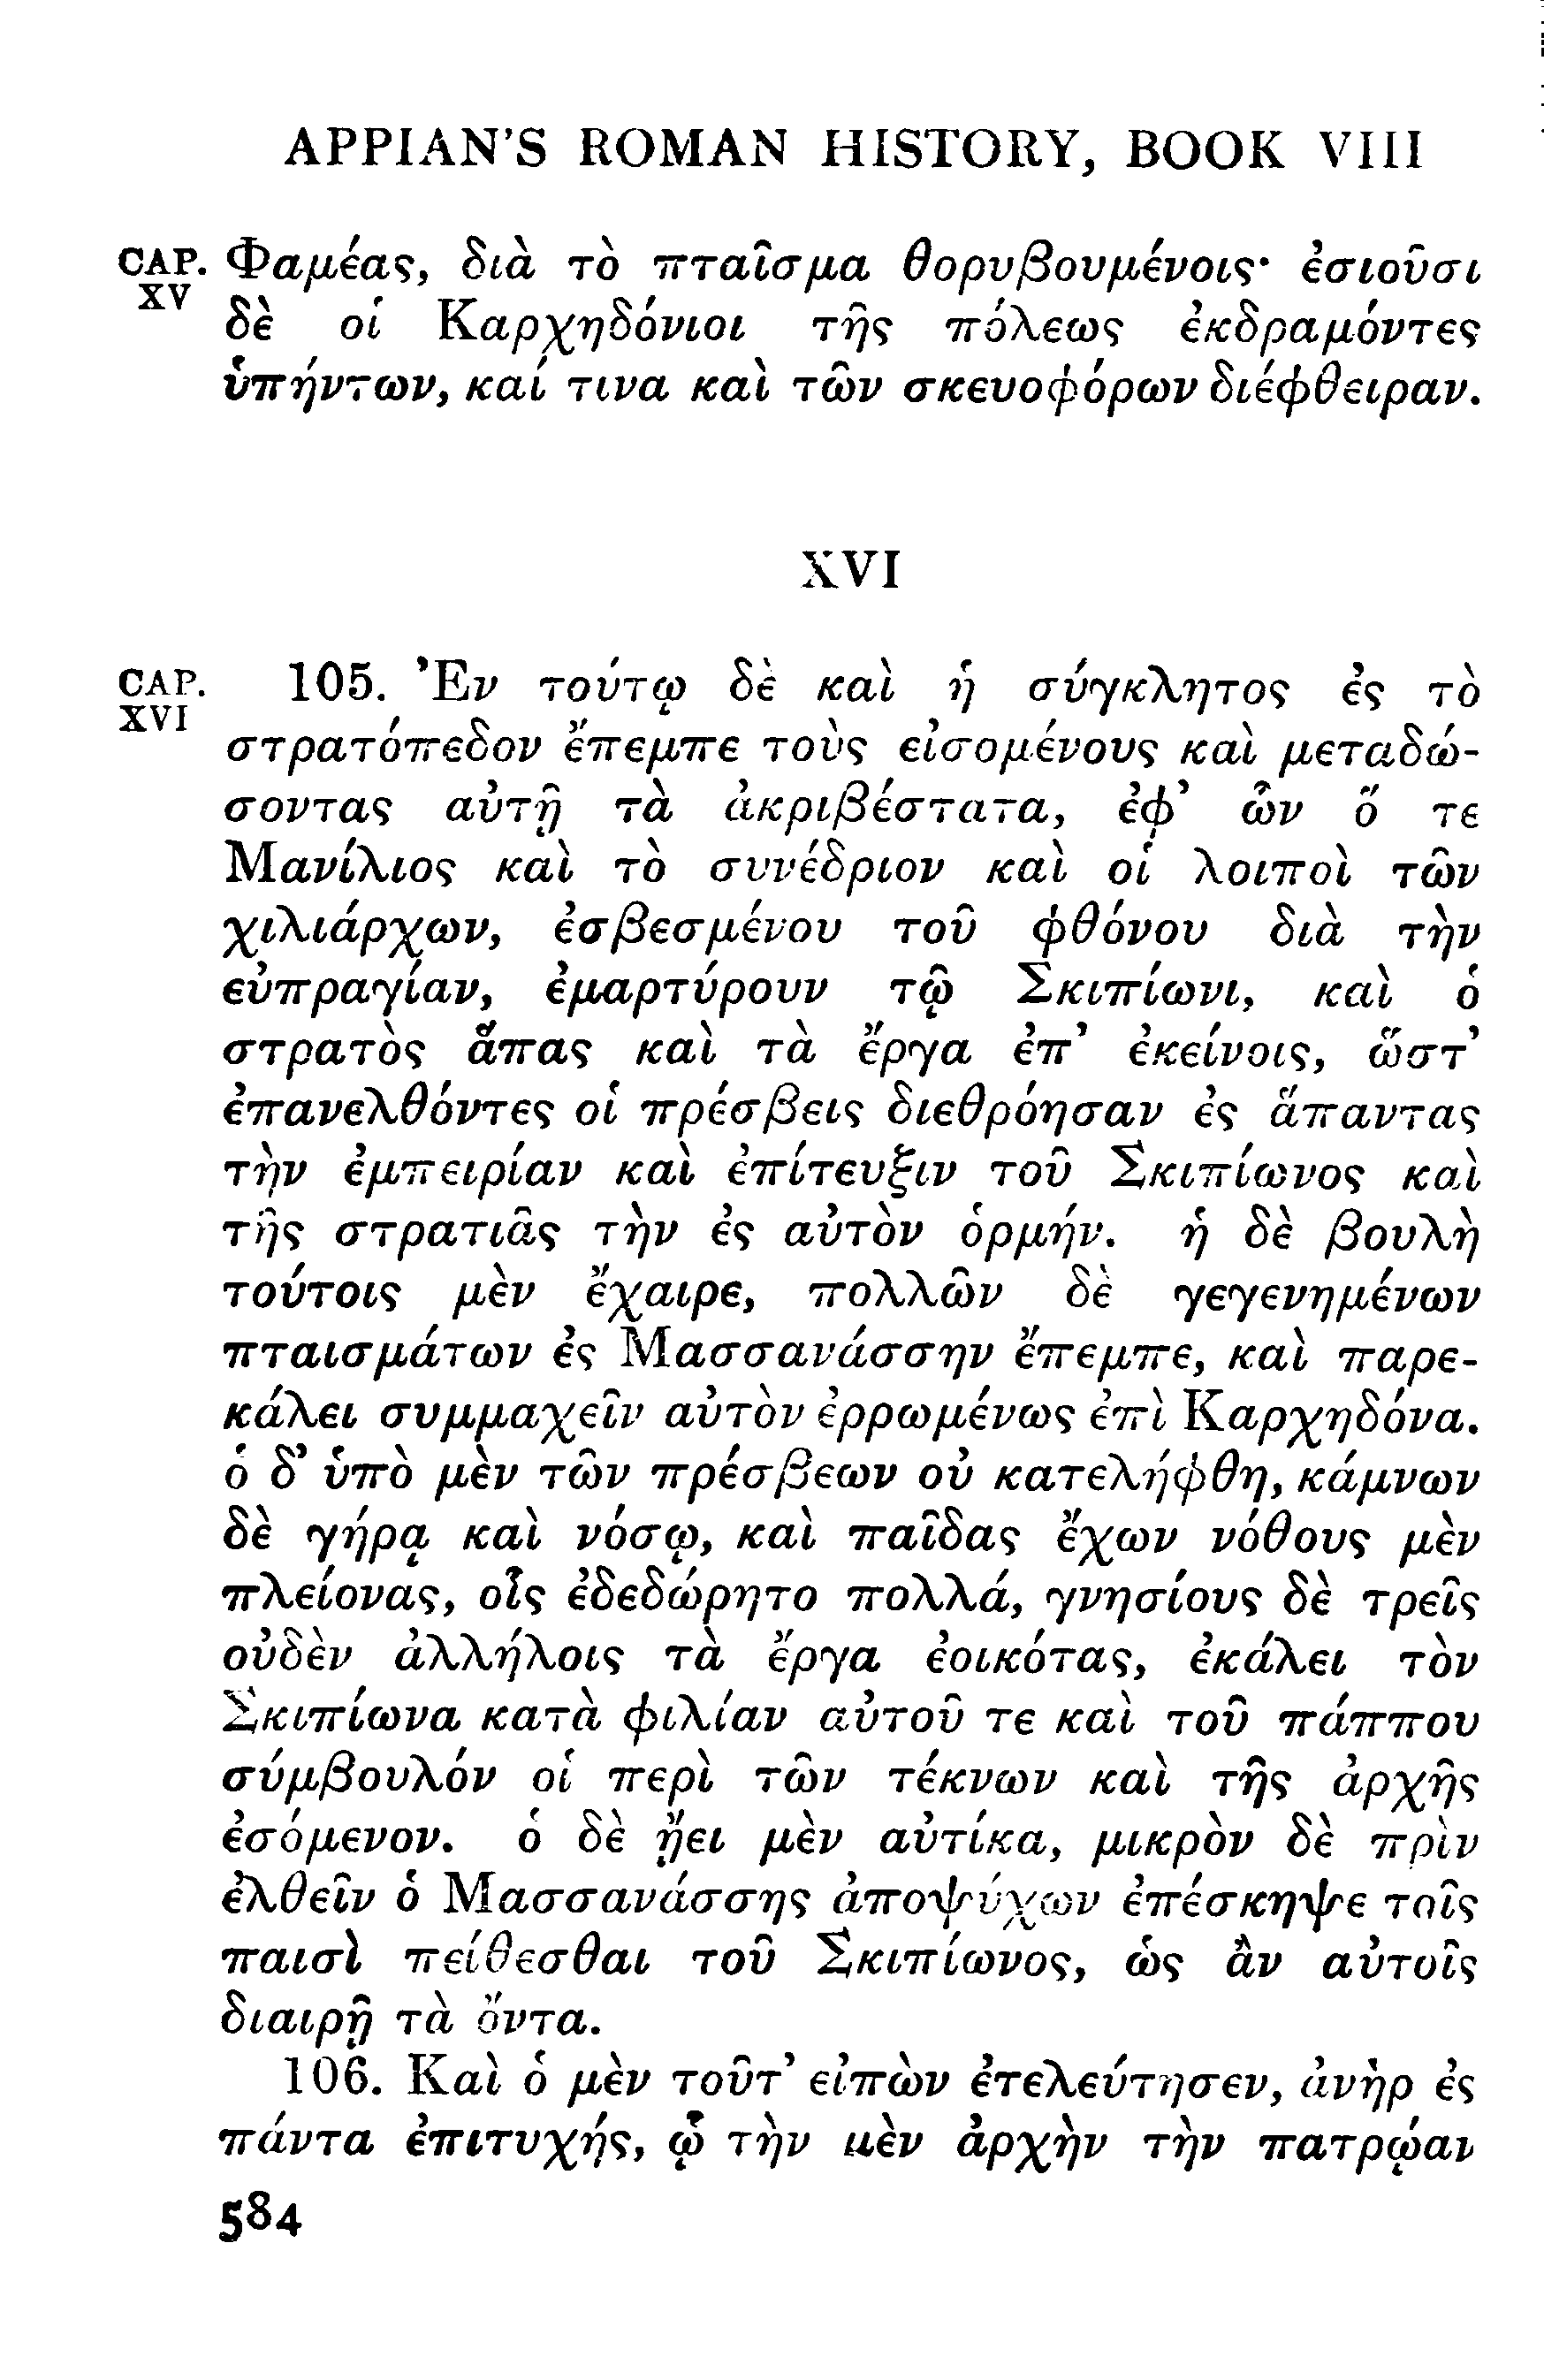 APPIAN'S ROMAN HISTORY, BOOK VIII
CAP. XV
Φαμέας, διὰ τὸ πταῖσμα θορυβουμένοις· ἐσιοῦσι
δὲ οἱ Καρχηδόνιοι τῆς πόλεως ἐκδραμόντες
ὑπήντων, καί τινα καὶ τῶν σκευοφόρων διέφθειραν.
XVI
CAP. XVI
105. Ἐν τούτῳ δὲ καὶ ἡ σύγκλητος ἐς τὸ
στρατόπεδον ἔπεμπε τοὺς εἰσομένους καὶ μεταδώ-
σοντας αὐτῇ τὰ ἀκριβέστατα, ἐφ' ὧν ὅ τε
Μανίλιος καὶ τὸ συνέδριον καὶ οἱ λοιποὶ τῶν
χιλιάρχων, ἐσβεσμένου τοῦ φθόνου διὰ τὴν
εὐπραγίαν, ἐμαρτύρουν τῷ Σκιπίωνι, καὶ ὁ
στρατὸς ἅπας καὶ τὰ ἔργα ἐπ' ἐκείνοις, ὥστ'
ἐπανελθόντες οἱ πρέσβεις διεθρόησαν ἐς ἅπαντας
τὴν ἐμπειρίαν καὶ ἐπίτευξιν τοῦ Σκιπίωνος καὶ
τῆς στρατιᾶς τὴν ἐς αὐτὸν ὁρμήν. ἡ δὲ βουλὴ
τούτοις μὲν ἔχαιρε, πολλῶν δὲ γεγενημένων
πταισμάτων ἐς Μασσανάσσην ἔπεμπε, καὶ παρε-
κάλει συμμαχεῖν αὐτὸν ἐρρωμένως ἐπὶ Καρχηδόνα.
ὁ δ' ὑπὸ μὲν τῶν πρέσβεων οὐ κατελήφθη, κάμνων
δὲ γήρᾳ καὶ νόσῳ, καὶ παῖδας ἔχων νόθους μὲν
πλείονας, οἷς ἐδεδώρητο πολλά, γνησίους δὲ τρεῖς
οὐδὲν ἀλλήλοις τὰ ἔργα ἐοικότας, ἐκάλει τὸν
Σκιπίωνα κατὰ φιλίαν αὐτοῦ τε καὶ τοῦ πάππου
σύμβουλόν οἱ περὶ τῶν τέκνων καὶ τῆς ἀρχῆς
ἐσόμενον. ὁ δὲ ᾔει μὲν αὐτίκα, μικρὸν δὲ πρὶν
ἐλθεῖν ὁ Μασσανάσσης ἀποψύχων ἐπέσκηψε τοῖς
παισὶ πείθεσθαι τοῦ Σκιπίωνος, ὡς ἂν αὐτοῖς
διαιρῇ τὰ ὄντα.
106. Καὶ ὁ μὲν τοῦτ' εἰπὼν ἐτελεύτησεν, ἀνὴρ ἐς
πάντα ἐπιτυχής, ᾧ τὴν μὲν ἀρχὴν τὴν πατρῴαν
584